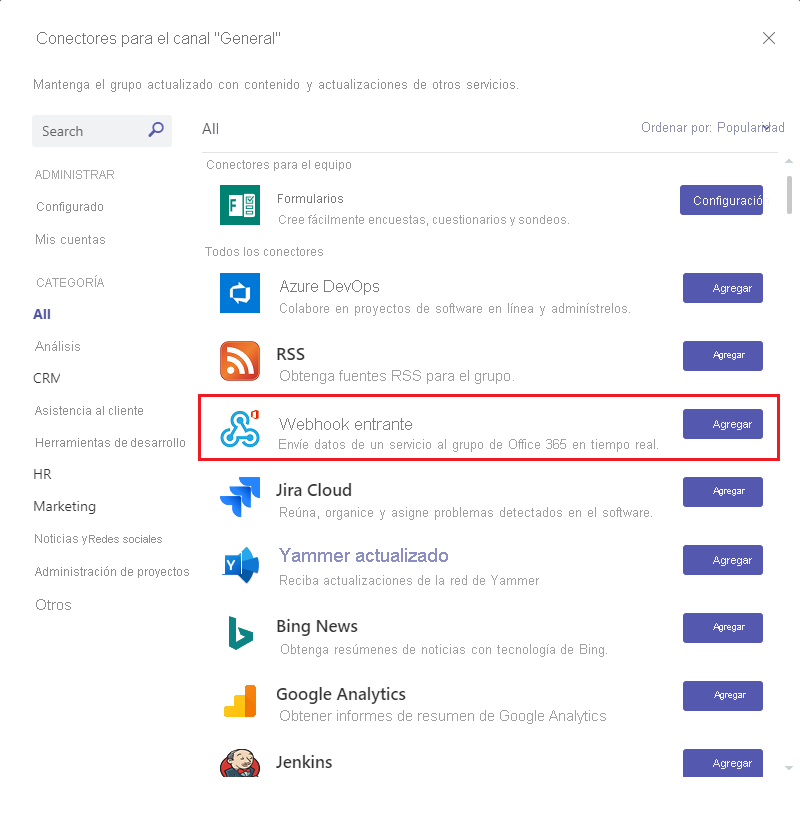 Conectores para el canal "General"
Mantenga el grupo actualizado con contenido y actualizaciones de otros servicios.
Search
All
Ordenar por: Popularidad
ADMINISTRAR
Configurado
Mis cuentas
CATEGORÍA
All
Análisis
CRM
Asistencia al cliente
Herramientas de desarrollo
HR
Marketing
Noticias y Redes sociales
Administración de proyectos
Otros
Conectores para el equipo
Formularios
Cree fácilmente encuestas, cuestionarios y sondeos.
Configuració
Todos los conectores
Azure DevOps
Colabore en proyectos de software en línea y adminístrelos.
Agregar
RSS
Obtenga fuentes RSS para el grupo.
Agregar
Webhook entrante
Envíe datos de un servicio al grupo de Office 365 en tiempo real.
Agregar
Jira Cloud
Reúna, organice y asigne problemas detectados en el software.
Agregar
Yammer actualizado
Reciba actualizaciones de la red de Yammer
Agregar
Bing News
Obtenga resúmenes de noticias con tecnología de Bing.
Agregar
Google Analytics
Obtener informes de resumen de Google Analytics
Agregar
Jenkins
Agregar